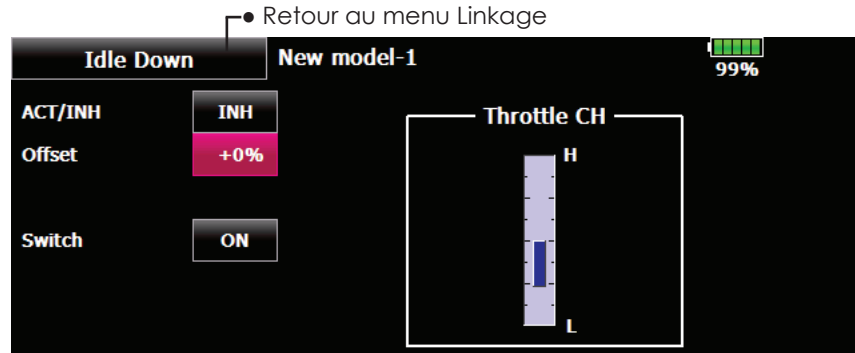 Retour au menu Linkage
Idle Down New model-1 99%
ACT/INH INH
Offset +0%
Switch ON
Throttle CH
H
L